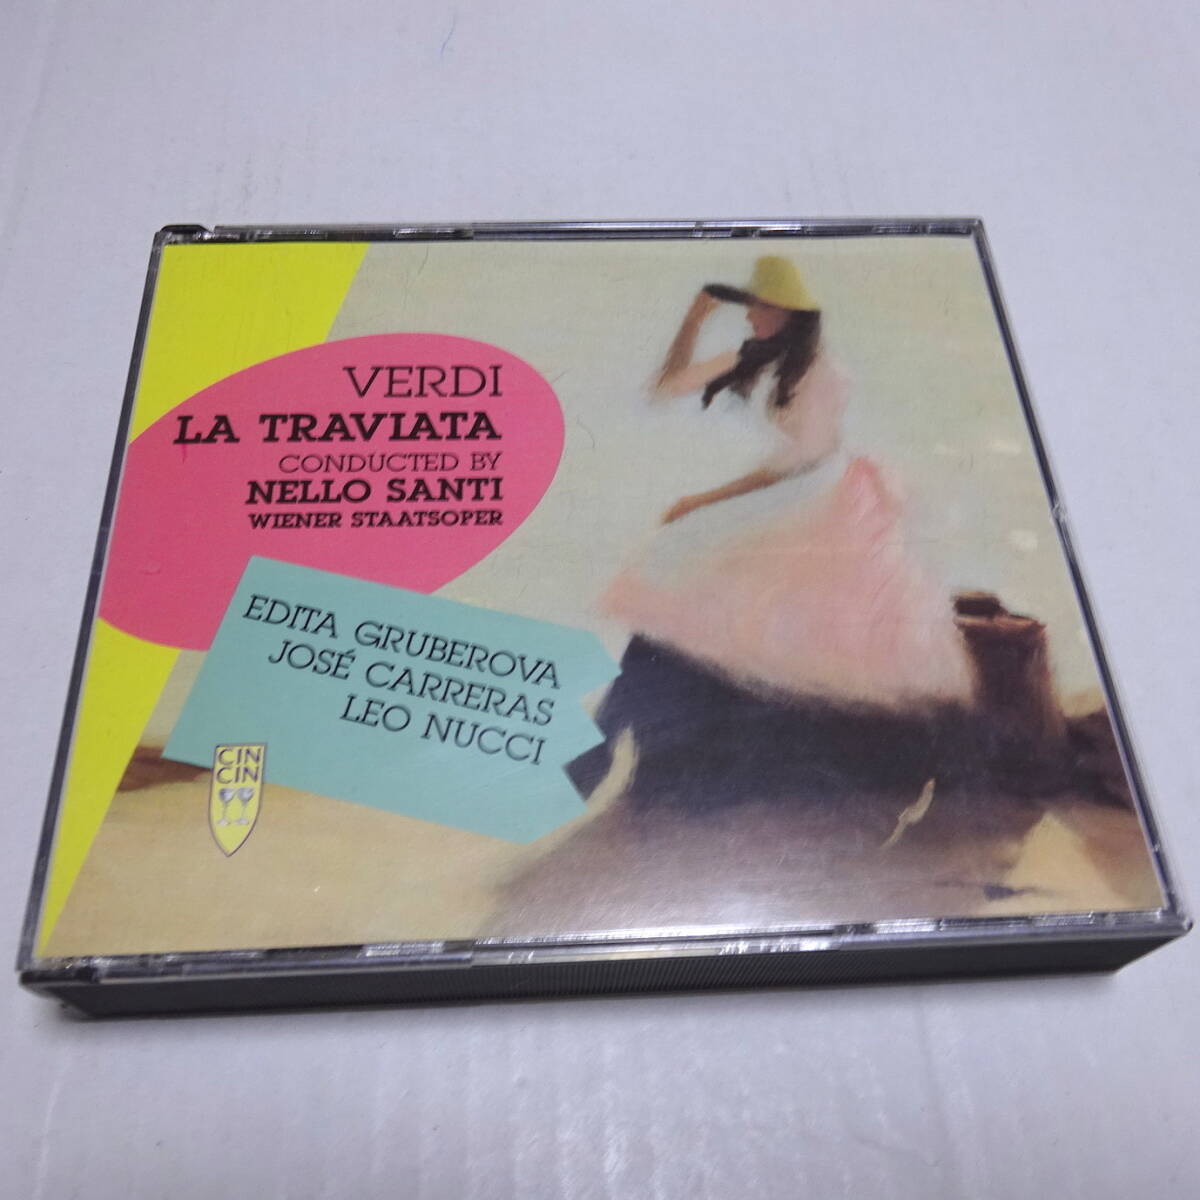 VERDI
LA TRAVIATA
CONDUCTED BY
NELLO SANTI
WIENER STAATSOPER
EDITA GRUBEROVA
JOSÉ CARRERAS
LEO NUCCI
CIN
CIN